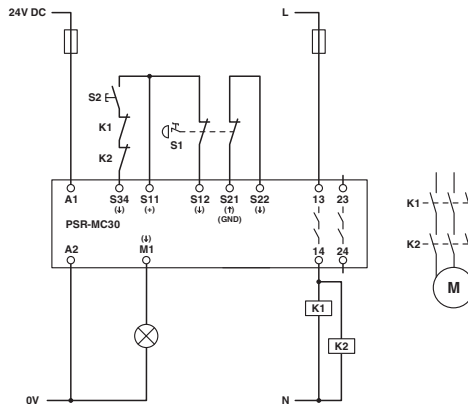 24V DC
L
S2
K1
S1
K2
A1
S34
S11
S12
S21
S22
13
23
(↓)
(+)
(↓)
(↑)
(↓)
(GND)
PSR-MC30
(↓)
A2
M1
14
24
K1
K2
K1
K2
M
0V
N